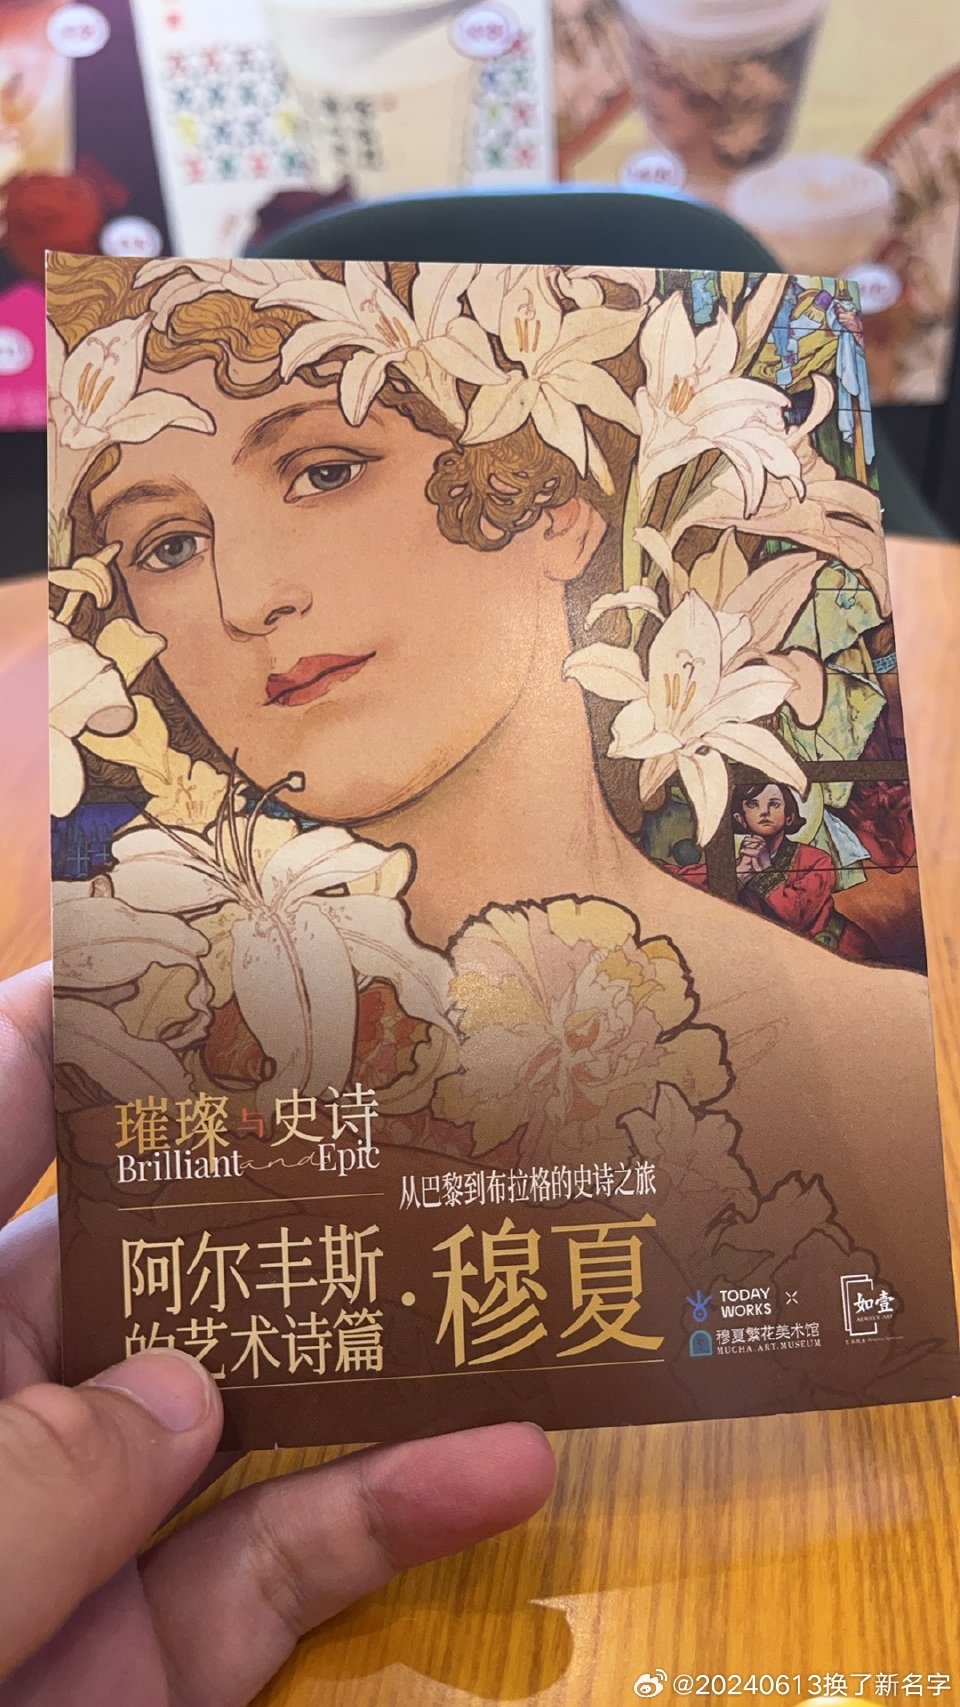 璀璨与史诗
Brilliant and Epic
从巴黎到布拉格的史诗之旅
阿尔丰斯
的艺术诗篇
·穆夏
TODAY
WORKS
穆夏繁花美术馆
MUCHA.ART.MUSEUM
如壹
ALWAYS ART
@20240613换了新名字